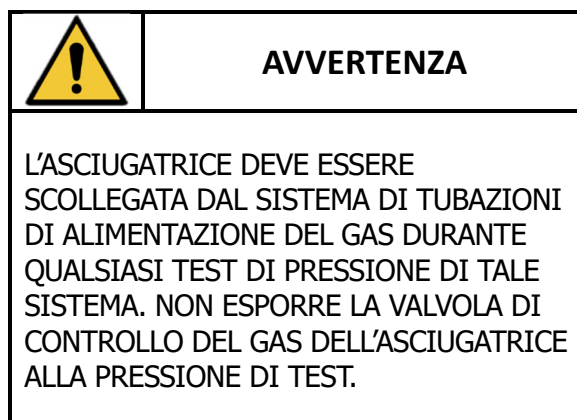 AVVERTENZA
L’ASCIUGATRICE DEVE ESSERE
SCOLLEGATA DAL SISTEMA DI TUBAZIONI
DI ALIMENTAZIONE DEL GAS DURANTE
QUALSIASI TEST DI PRESSIONE DI TALE
SISTEMA. NON ESPORRE LA VALVOLA DI
CONTROLLO DEL GAS DELL’ASCIUGATRICE
ALLA PRESSIONE DI TEST.